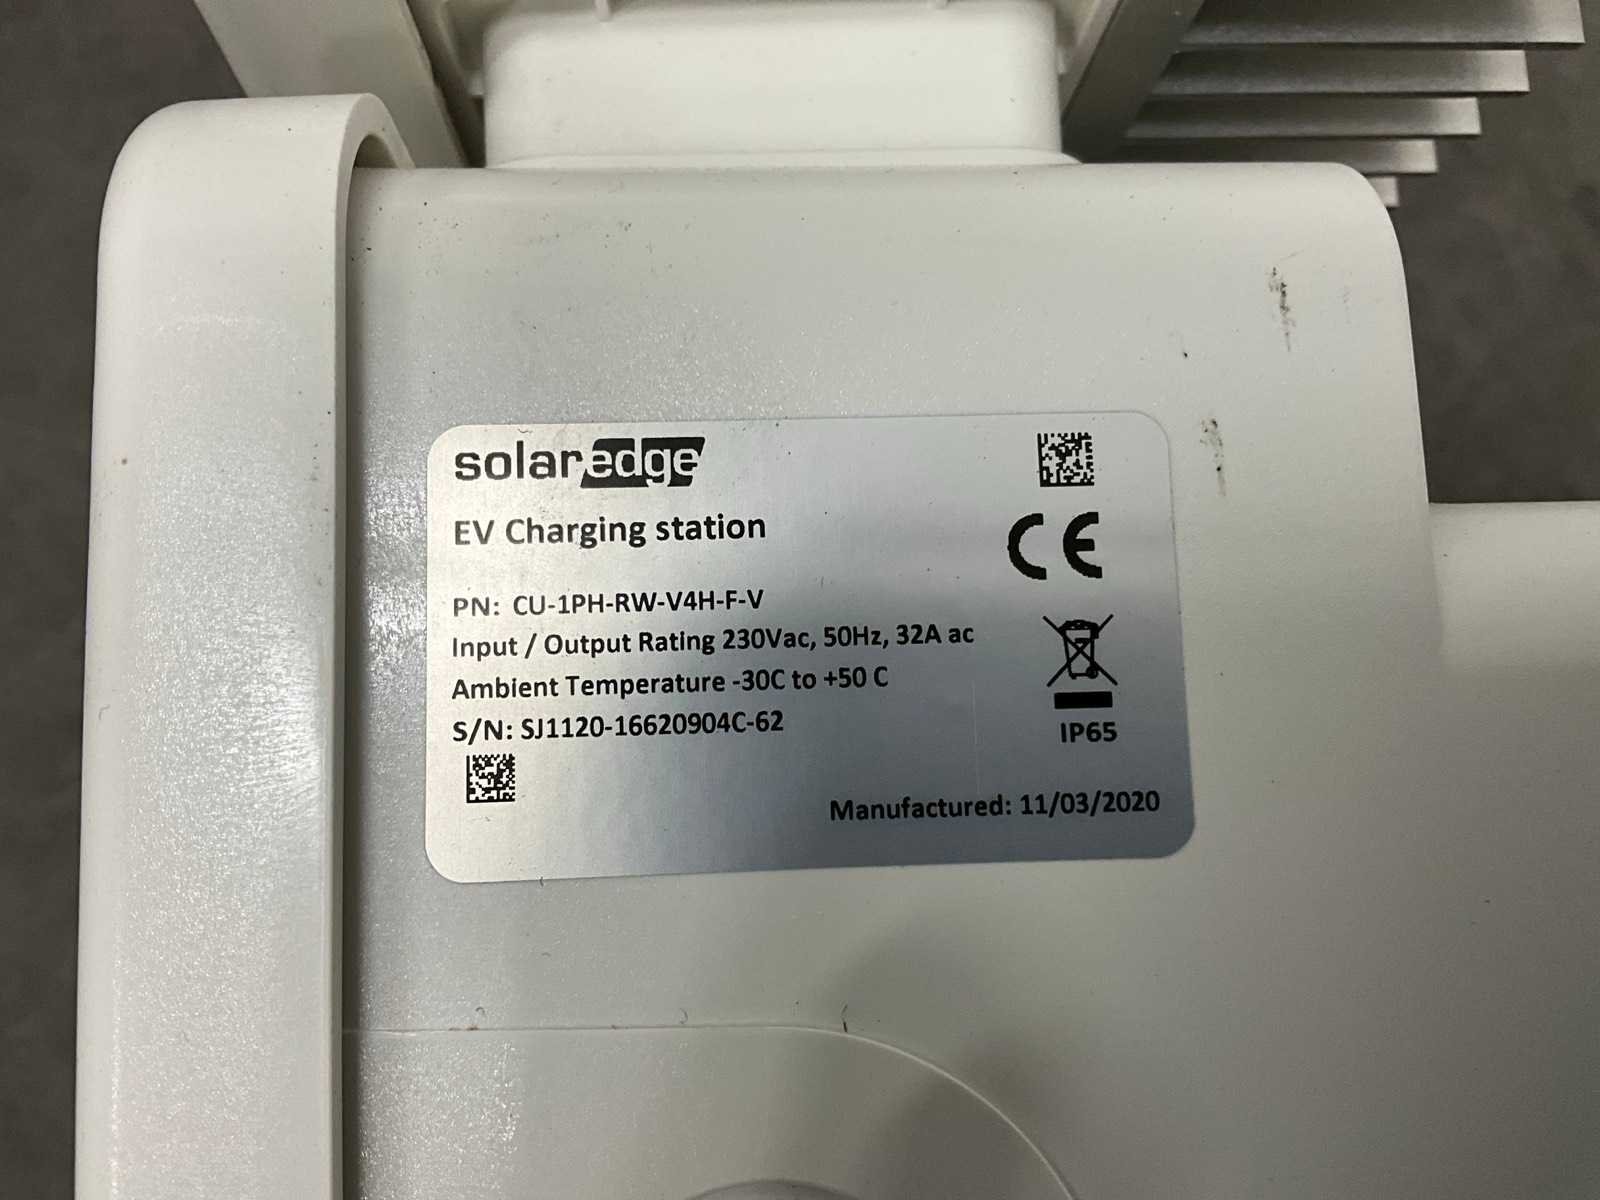 solaredge
EV Charging station
CE
PN: CU-1PH-RW-V4H-F-V
Input / Output Rating 230Vac, 50Hz, 32A ac
Ambient Temperature -30C to +50 C
S/N: SJ1120-16620904C-62
IP65
Manufactured: 11/03/2020